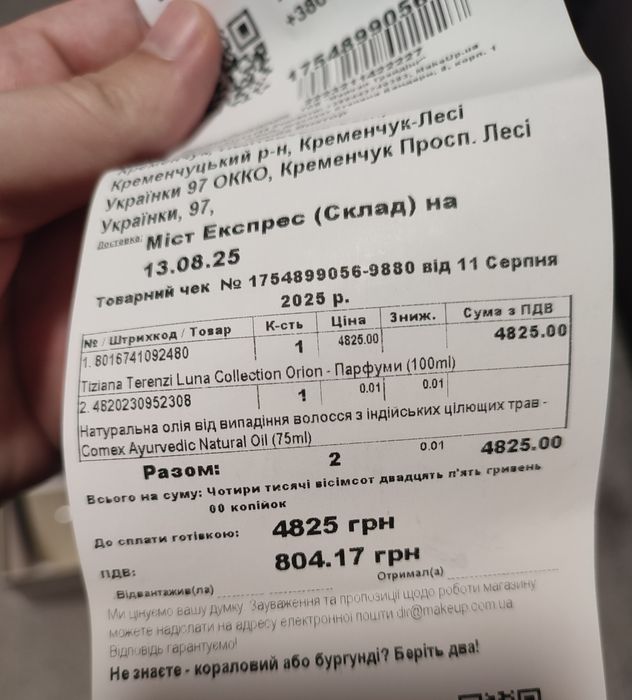 +380
1754899056
2223211422227
MakeUp.ua
Кременчуцький р-н, Кременчук-Лесі
Українки 97 ОККО, Кременчук Просп. Лесі
Українки, 97,
Доставка: Міст Експрес (Склад) на
13.08.25
Товарний чек № 1754899056-9880 від 11 Серпня
2025 р.
№ / Штрихкод / Товар К-сть Ціна Зниж. Сума з ПДВ
1. 8016741092480 1 4825.00 4825.00
Tiziana Terenzi Luna Collection Orion - Парфуми (100ml)
2. 4820230952308 1 0.01 0.01
Натуральна олія від випадіння волосся з індійських цілющих трав -
Comex Ayurvedic Natural Oil (75ml)
Разом: 2 0.01 4825.00
Всього на суму: Чотири тисячі вісімсот двадцять п'ять гривень
00 копійок
До сплати готівкою: 4825 грн
ПДВ: 804.17 грн
Відвантажив(ла) Отримал(а)
Ми цінуємо вашу думку. Зауваження та пропозиції щодо роботи магазину
можете надіслати на адресу електронної пошти dir@makeup.com.ua
Відповідь гарантуємо!
Не знаєте - кораловий або бургунді? Беріть два!